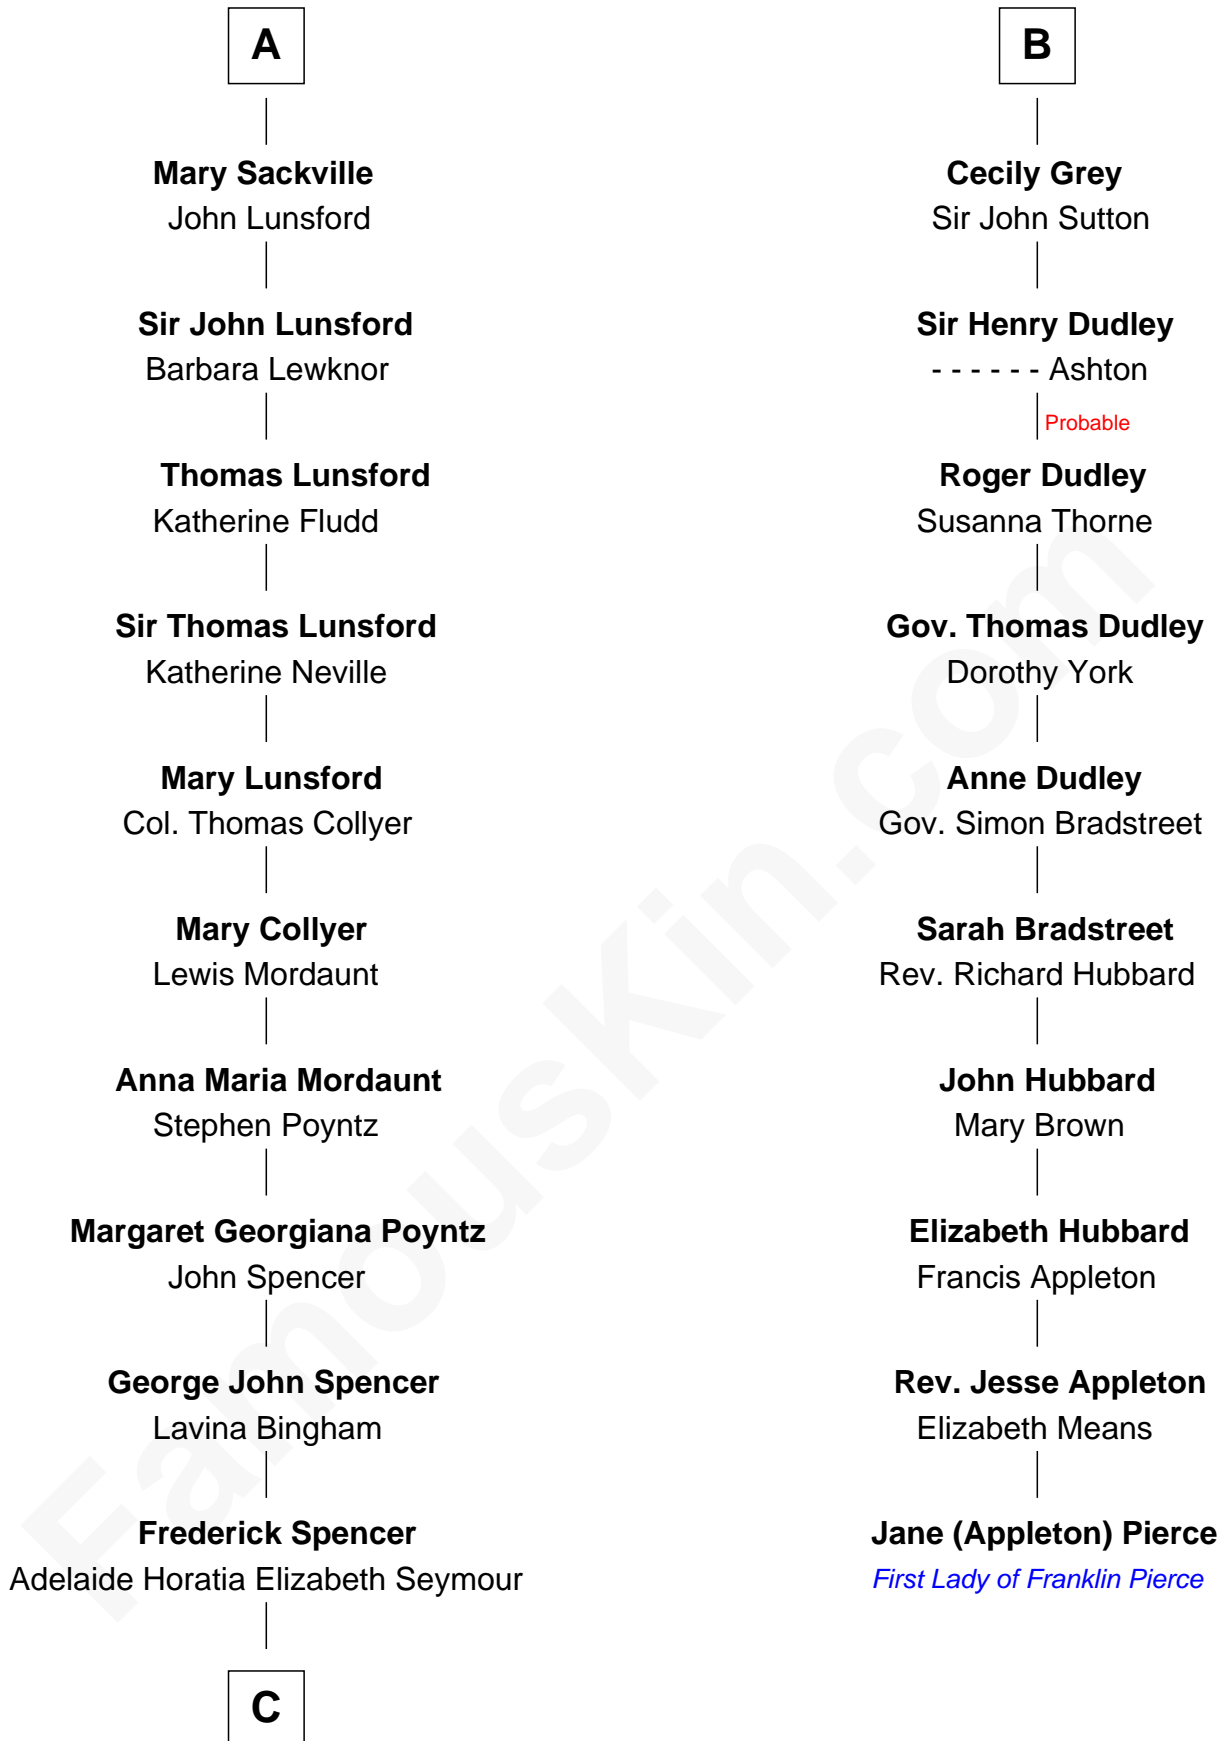 A
Mary Sackville
John Lunsford
Sir John Lunsford
Barbara Lewknor
Thomas Lunsford
Katherine Fludd
Sir Thomas Lunsford
Katherine Neville
Mary Lunsford
Col. Thomas Collyer
Mary Collyer
Lewis Mordaunt
Anna Maria Mordaunt
Stephen Poyntz
Margaret Georgiana Poyntz
John Spencer
George John Spencer
Lavina Bingham
Frederick Spencer
Adelaide Horatia Elizabeth Seymour
C
B
Cecily Grey
Sir John Sutton
Sir Henry Dudley
- - - - - - Ashton
Probable
Roger Dudley
Susanna Thorne
Gov. Thomas Dudley
Dorothy York
Anne Dudley
Gov. Simon Bradstreet
Sarah Bradstreet
Rev. Richard Hubbard
John Hubbard
Mary Brown
Elizabeth Hubbard
Francis Appleton
Rev. Jesse Appleton
Elizabeth Means
Jane (Appleton) Pierce
First Lady of Franklin Pierce
FamousKin.com